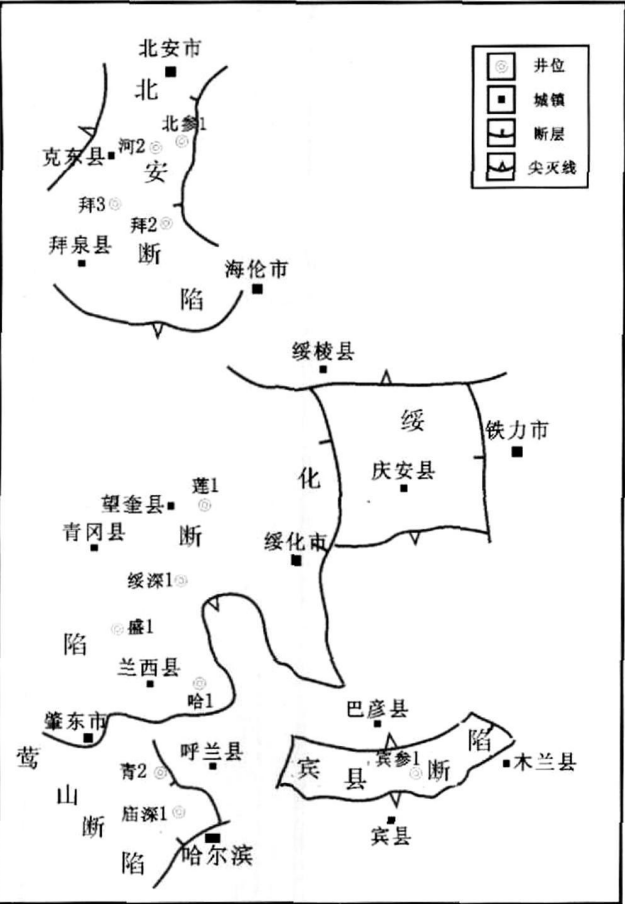 北安市
井位
城镇
断层
尖灭线
北
安
断
陷
北参1
河2
克东县
拜3
拜2
拜泉县
海伦市
绥棱县
绥
化
断
陷
铁力市
庆安县
莲1
望奎县
青冈县
绥化市
绥深1
盛1
兰西县
哈1
肇东市
巴彦县
宾
县
断
陷
宾参1
木兰县
宾县
呼兰县
青2
庙深1
哈尔滨
莺
山
断
陷